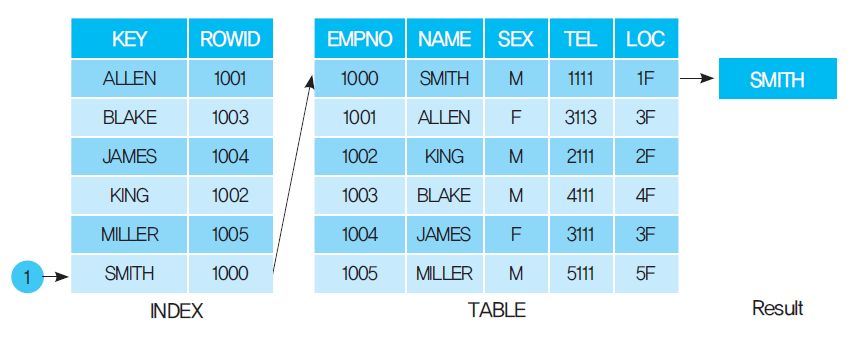 KEY ROWID EMPNO NAME SEX TEL LOC
ALLEN 1001 1000 SMITH M 1111 1F SMITH
BLAKE 1003 1001 ALLEN F 3113 3F
JAMES 1004 1002 KING M 2111 2F
KING 1002 1003 BLAKE M 4111 4F
MILLER 1005 1004 JAMES F 3111 3F
1 SMITH 1000 1005 MILLER M 5111 5F
INDEX TABLE Result